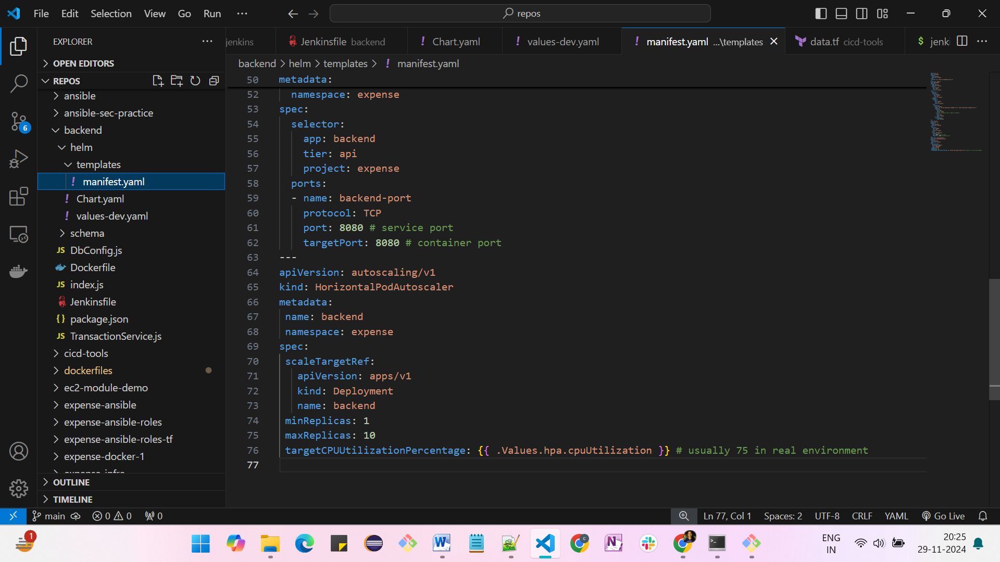 File Edit Selection View Go Run ···
repos
EXPLORER
OPEN EDITORS
REPOS
ansible
ansible-sec-practice
backend
helm
templates
! manifest.yaml
! Chart.yaml
! values-dev.yaml
schema
JS DbConfig.js
Dockerfile
JS index.js
Jenkinsfile
{} package.json
JS TransactionService.js
cicd-tools
dockerfiles
ec2-module-demo
expense-ansible
expense-ansible-roles
expense-ansible-roles-tf
expense-docker-1
OUTLINE
TIMELINE
6
jenkins Jenkinsfile backend ! Chart.yaml ! values-dev.yaml ! manifest.yaml ...\templates data.tf cicd-tools $ jenki
backend > helm > templates > ! manifest.yaml
50 metadata:
52 namespace: expense
53 spec:
54 selector:
55 app: backend
56 tier: api
57 project: expense
58 ports:
59 - name: backend-port
60 protocol: TCP
61 port: 8080 # service port
62 targetPort: 8080 # container port
63 ---
64 apiVersion: autoscaling/v1
65 kind: HorizontalPodAutoscaler
66 metadata:
67 name: backend
68 namespace: expense
69 spec:
70 scaleTargetRef:
71 apiVersion: apps/v1
72 kind: Deployment
73 name: backend
74 minReplicas: 1
75 maxReplicas: 10
76 targetCPUUtilizationPercentage: {{ .Values.hpa.cpuUtilization }} # usually 75 in real environment
77
main 0 0 0 Ln 77, Col 1 Spaces: 2 UTF-8 CRLF YAML Go Live
1
ENG
IN
20:25
29-11-2024